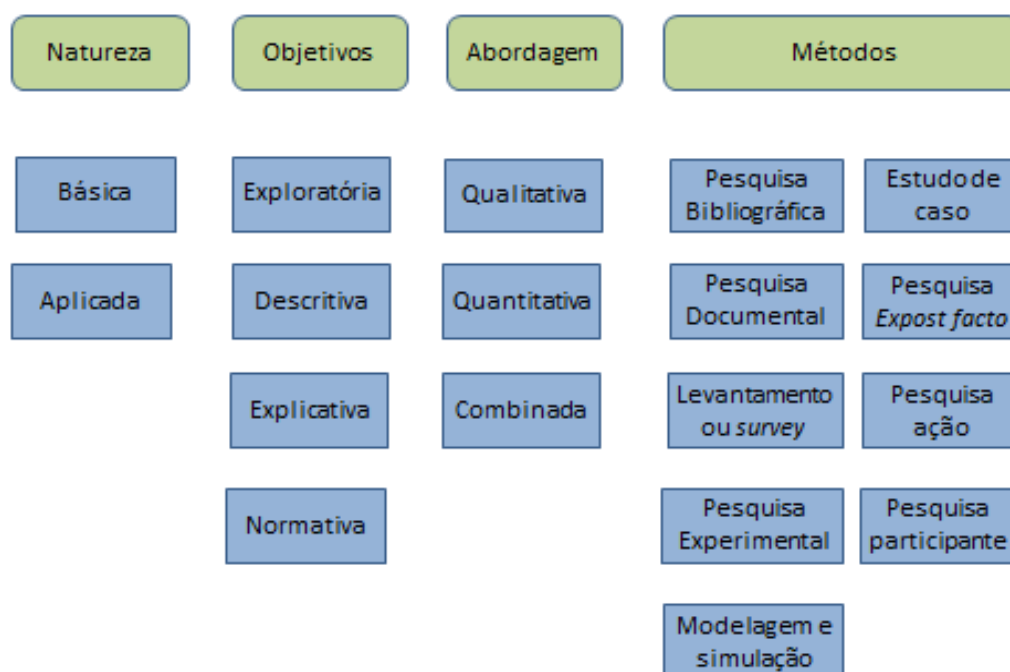 Natureza
Objetivos
Abordagem
Métodos
Básica
Exploratória
Qualitativa
Pesquisa
Bibliográfica
Estudo de
caso
Aplicada
Descritiva
Quantitativa
Pesquisa
Documental
Pesquisa
Expost facto
Explicativa
Combinada
Levantamento
ou survey
Pesquisa
ação
Normativa
Pesquisa
Experimental
Pesquisa
participante
Modelagem e
simulação